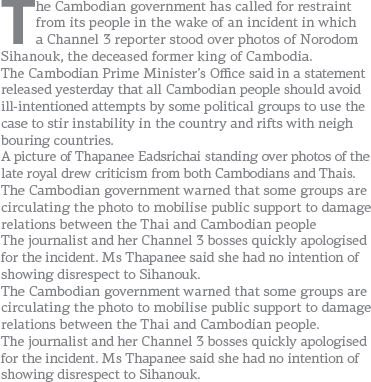 The Cambodian government has called for restraint
from its people in the wake of an incident in which
a Channel 3 reporter stood over photos of Norodom
Sihanouk, the deceased former king of Cambodia.
The Cambodian Prime Minister's Office said in a statement
released yesterday that all Cambodian people should avoid
ill-intentioned attempts by some political groups to use the
case to stir instability in the country and rifts with neigh
bouring countries.
A picture of Thapanee Eadsrichai standing over photos of the
late royal drew criticism from both Cambodians and Thais.
The Cambodian government warned that some groups are
circulating the photo to mobilise public support to damage
relations between the Thai and Cambodian people
The journalist and her Channel 3 bosses quickly apologised
for the incident. Ms Thapanee said she had no intention of
showing disrespect to Sihanouk.
The Cambodian government warned that some groups are
circulating the photo to mobilise public support to damage
relations between the Thai and Cambodian people.
The journalist and her Channel 3 bosses quickly apologised
for the incident. Ms Thapanee said she had no intention of
showing disrespect to Sihanouk.